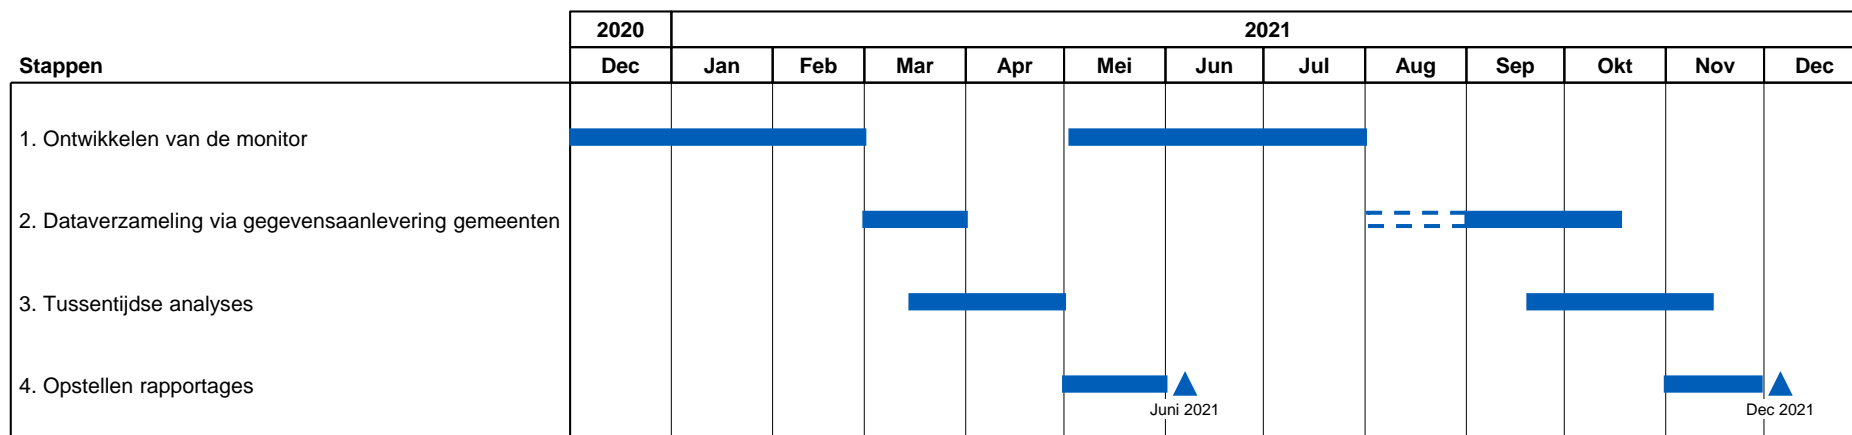 2020 2021
Stappen Dec Jan Feb Mar Apr Mei Jun Jul Aug Sep Okt Nov Dec
1. Ontwikkelen van de monitor
2. Dataverzameling via gegevensaanlevering gemeenten
3. Tussentijdse analyses
4. Opstellen rapportages
Juni 2021 Dec 2021